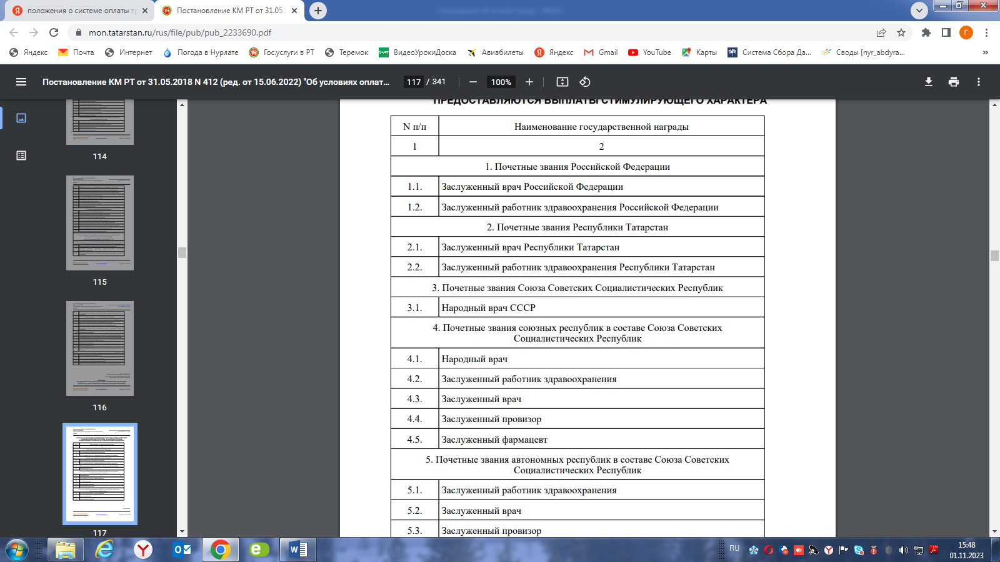 положения о системе оплаты тр
Постановление КМ РТ от 31.05.2
mon.tatarstan.ru/rus/file/pub/pub_2233690.pdf
Яндекс Почта Интернет Погода в Нурлате Гос.услуги в РТ Теремок ВидеоУрокиДоска Авиабилеты Яндекс Gmail YouTube Карты Система Сбора Да... Своды [nyr_abdyra... »
Постановление КМ РТ от 31.05.2018 N 412 (ред. от 15.06.2022) "Об условиях оплат... 117 / 341 100%
114
115
116
117
ПРЕДОСТАВЛЯЮТСЯ ВЫПЛАТЫ СТИМУЛИРУЮЩЕГО ХАРАКТЕРА
N п/п Наименование государственной награды
1 2
1. Почетные звания Российской Федерации
1.1. Заслуженный врач Российской Федерации
1.2. Заслуженный работник здравоохранения Российской Федерации
2. Почетные звания Республики Татарстан
2.1. Заслуженный врач Республики Татарстан
2.2. Заслуженный работник здравоохранения Республики Татарстан
3. Почетные звания Союза Советских Социалистических Республик
3.1. Народный врач СССР
4. Почетные звания союзных республик в составе Союза Советских
Социалистических Республик
4.1. Народный врач
4.2. Заслуженный работник здравоохранения
4.3. Заслуженный врач
4.4. Заслуженный провизор
4.5. Заслуженный фармацевт
5. Почетные звания автономных республик в составе Союза Советских
Социалистических Республик
5.1. Заслуженный работник здравоохранения
5.2. Заслуженный врач
5.3. Заслуженный провизор
RU
15:48
01.11.2023